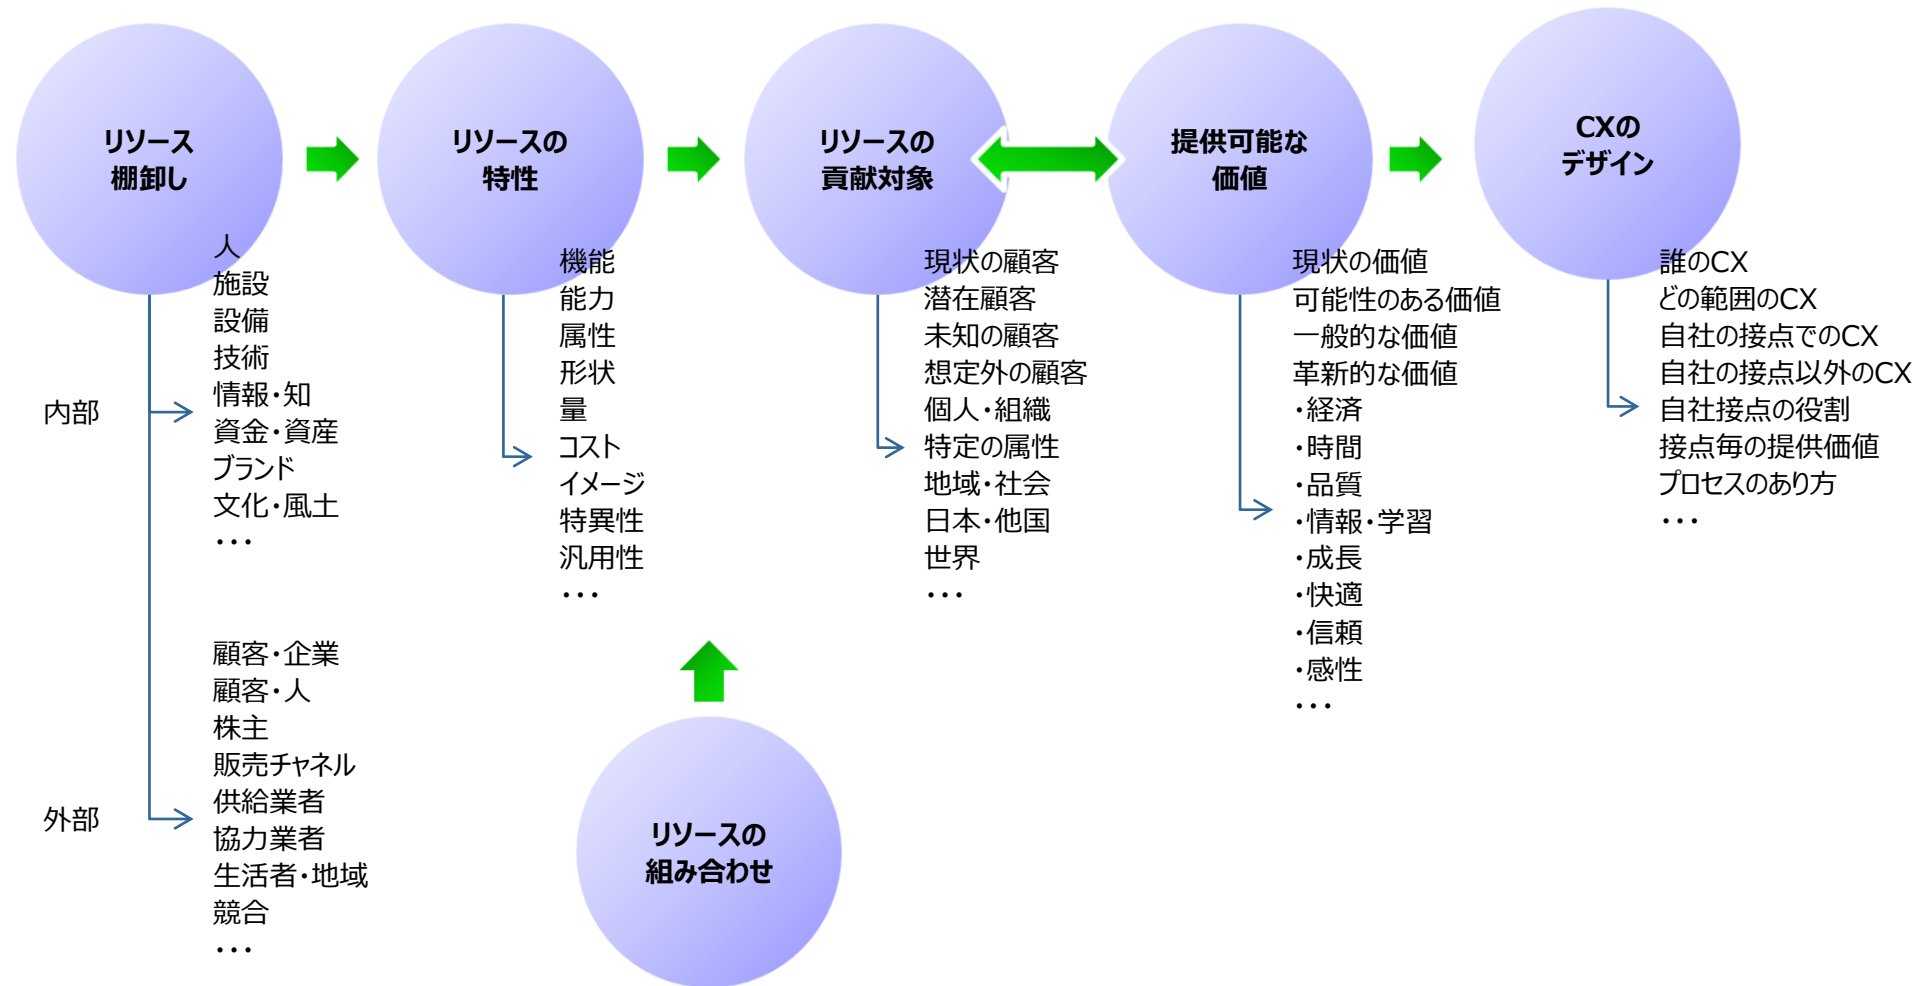 リソース
棚卸し
リソースの
特性
リソースの
貢献対象
提供可能な
価値
CXの
デザイン
内部
人
施設
設備
技術
情報・知
資金・資産
ブランド
文化・風土
・・・
外部
顧客・企業
顧客・人
株主
販売チャネル
供給業者
協力業者
生活者・地域
競合
・・・
機能
能力
属性
形状
量
コスト
イメージ
特異性
汎用性
・・・
現状の顧客
潜在顧客
未知の顧客
想定外の顧客
個人・組織
特定の属性
地域・社会
日本・他国
世界
・・・
現状の価値
可能性のある価値
一般的な価値
革新的な価値
・経済
・時間
・品質
・情報・学習
・成長
・快適
・信頼
・感性
・・・
誰のCX
どの範囲のCX
自社の接点でのCX
自社の接点以外のCX
自社接点の役割
接点毎の提供価値
プロセスのあり方
・・・
リソースの
組み合わせ